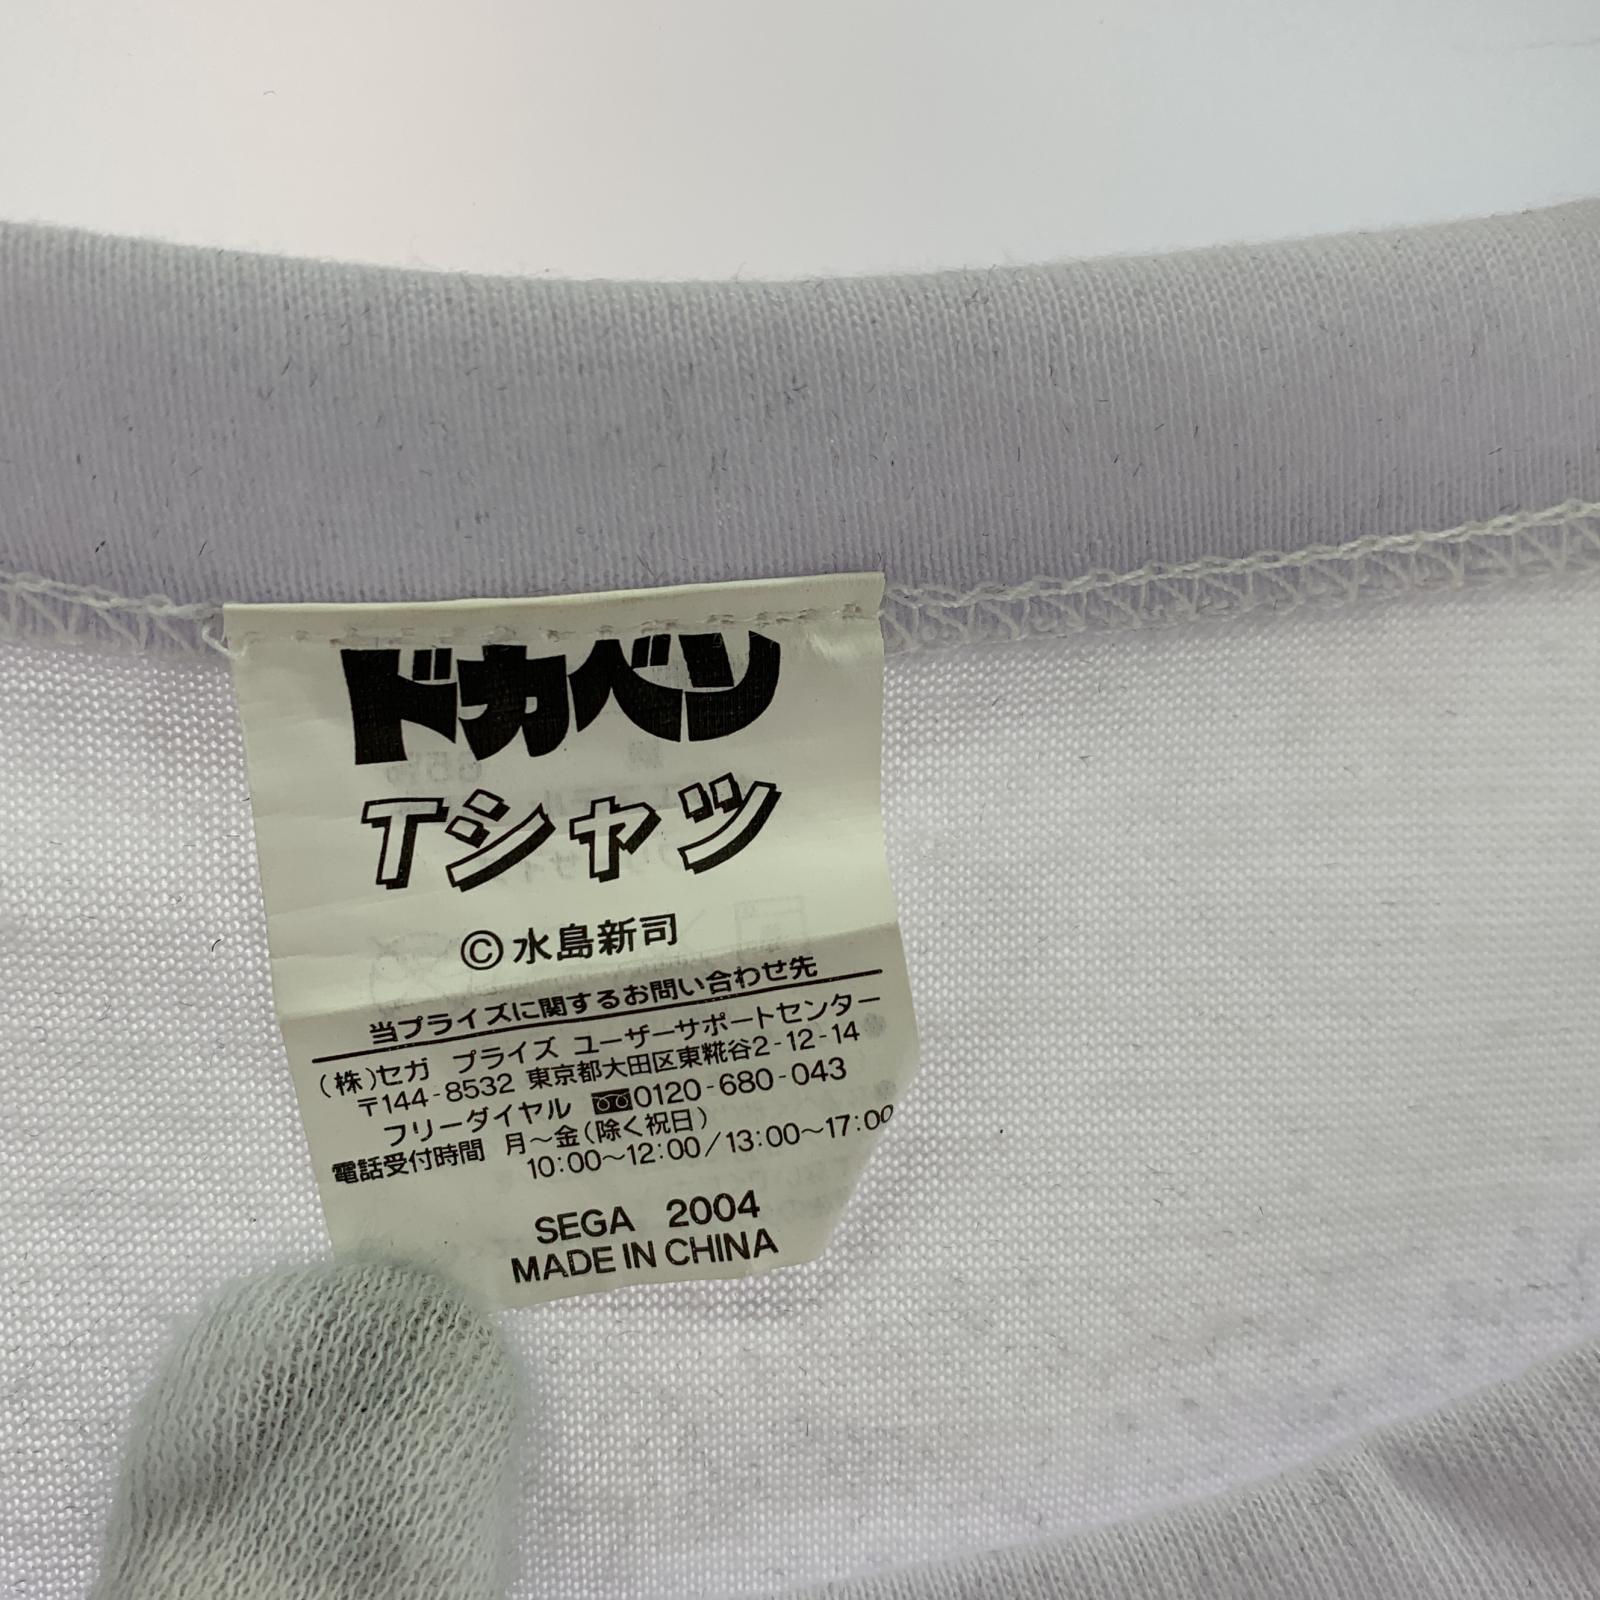 ドカベン
Tシャツ
©水島新司
当プライズに関するお問い合わせ先
(株)セガ プライズ ユーザーサポートセンター
〒144-8532 東京都大田区東糀谷2-12-14
フリーダイヤル 0120-680-043
電話受付時間 月～金(除く祝日)
10:00～12:00/13:00～17:00
SEGA 2004
MADE IN CHINA